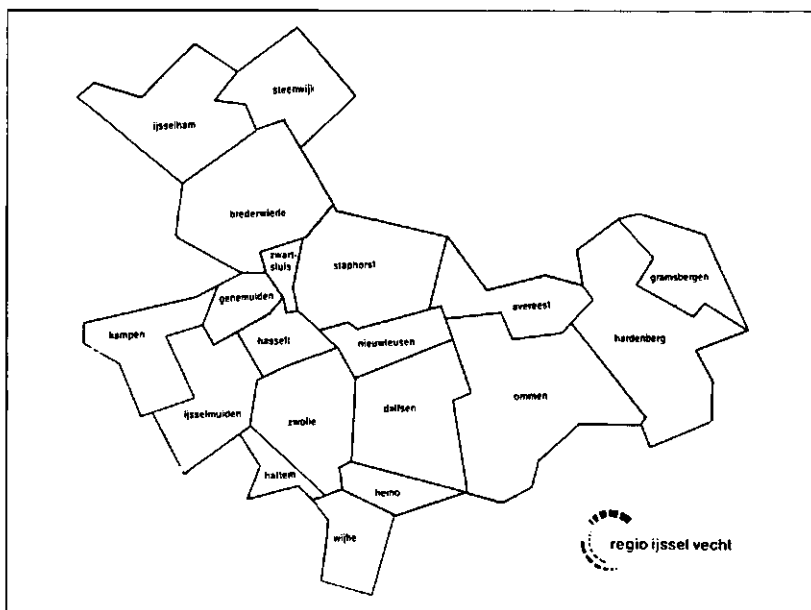 steenwijk
ijsselham
brederwiede
zwart-
sluis
staphorst
gramsbergen
genemuiden
avereest
kampen
hasselt
nieuwleusen
hardenberg
ijsselmuiden
zwolle
dalfsen
ommen
hattem
heino
wijhe
regio ijssel vecht